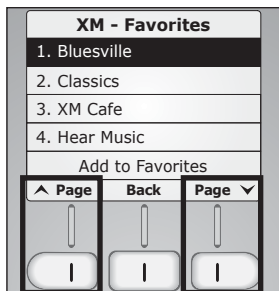 XM - Favorites
1. Bluesville
2. Classics
3. XM Cafe
4. Hear Music
Add to Favorites
Page Back Page